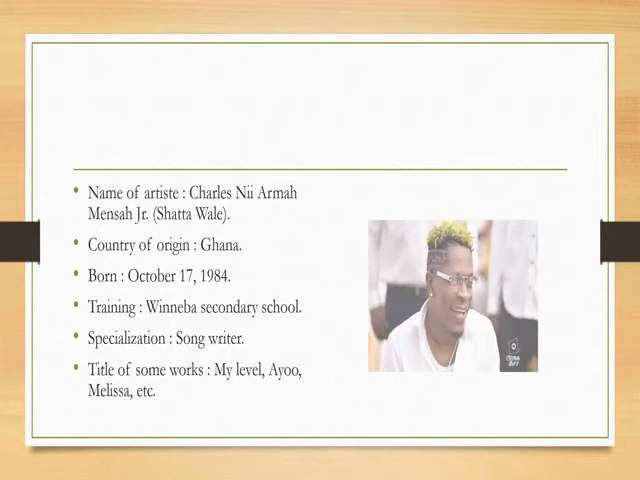 • Name of artiste : Charles Nii Armah
Mensah Jr. (Shatta Wale).
• Country of origin : Ghana.
• Born : October 17, 1984.
• Training : Winneba secondary school.
• Specialization : Song writer.
• Title of some works : My level, Ayoo,
Melissa, etc.